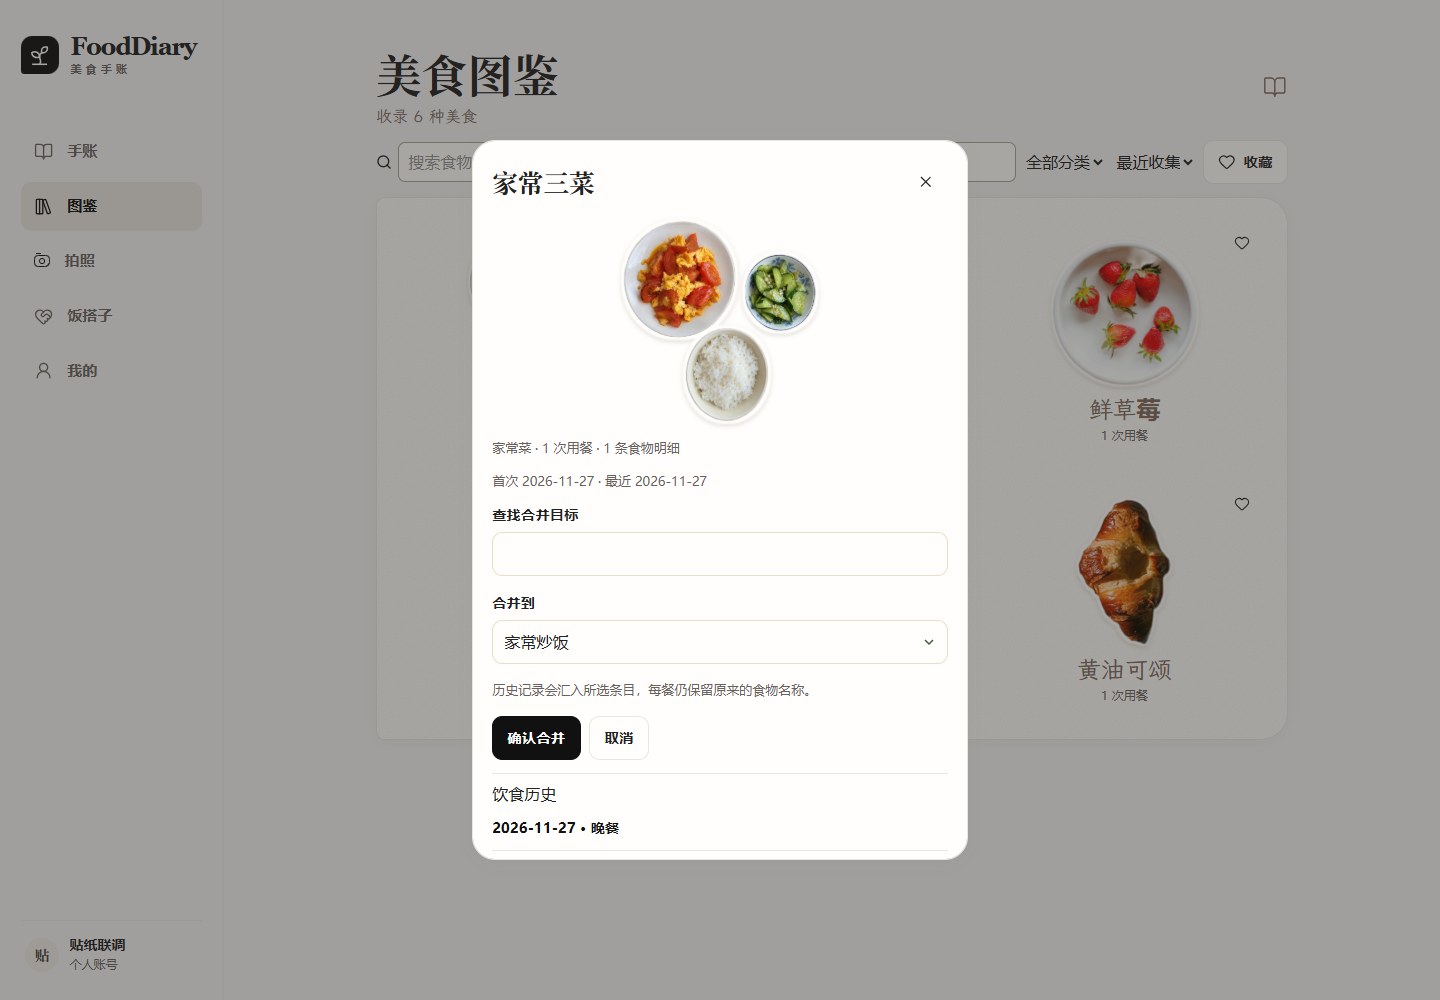 FoodDiary
美食手账
手账
图鉴
拍照
饭搭子
我的
贴
贴纸联调
个人账号
美食图鉴
收录 6 种美食
搜索食物
全部分类
最近收集
收藏
鲜草莓
1 次用餐
黄油可颂
1 次用餐
家常三菜
家常菜 · 1 次用餐 · 1 条食物明细
首次 2026-11-27 · 最近 2026-11-27
查找合并目标
合并到
家常炒饭
历史记录会汇入所选条目，每餐仍保留原来的食物名称。
确认合并
取消
饮食历史
2026-11-27 • 晚餐